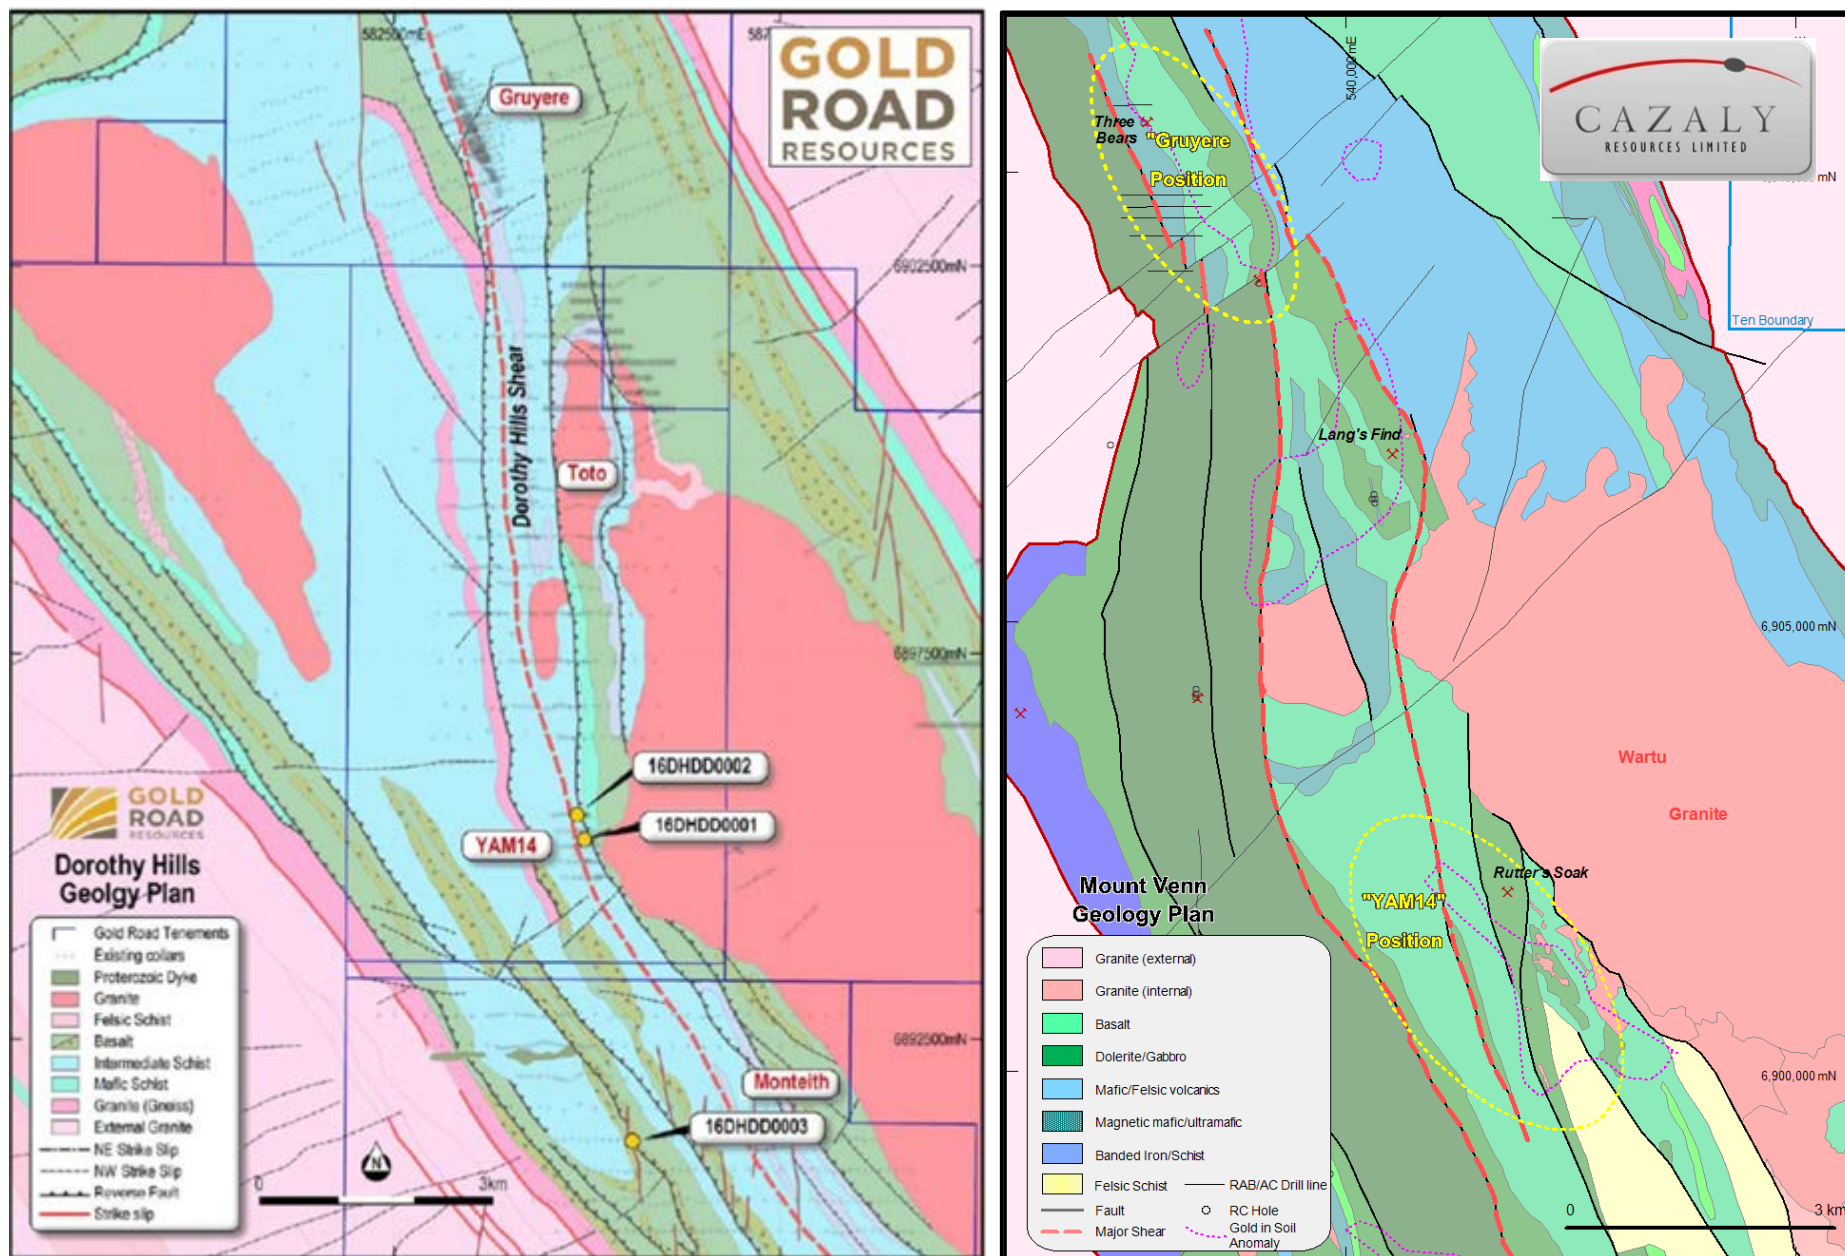 582500mE
587
GOLD
ROAD
RESOURCES
Gruyere
6902500mN
Dorothy Hills Shear
Toto
6897500mN
16DHDD0002
16DHDD0001
YAM14
GOLD
ROAD
RESOURCES
Dorothy Hills
Geolgy Plan
Gold Road Tenements
Existing collars
Proterozoic Dyke
Granite
Felsic Schist
Basalt
Intermediate Schist
Mafic Schist
Granite (Gneiss)
External Granite
NE Strike Slip
NW Strike Slip
Reverse Fault
Strike slip
N
0
3km
6892500mN
Monteith
16DHDD0003
540,000 mE
CAZALY
RESOURCES LIMITED
mN
Three
Bears
"Gruyere
Position
Ten Boundary
Lang's Find
6,905,000 mN
Wartu
Granite
Rutter's Soak
"YAM14"
Position
6,900,000 mN
Mount Venn
Geology Plan
Granite (external)
Granite (internal)
Basalt
Dolerite/Gabbro
Mafic/Felsic volcanics
Magnetic mafic/ultramafic
Banded Iron/Schist
Felsic Schist
RAB/AC Drill line
Fault
RC Hole
Major Shear
Gold in Soil
Anomaly
0
3 km